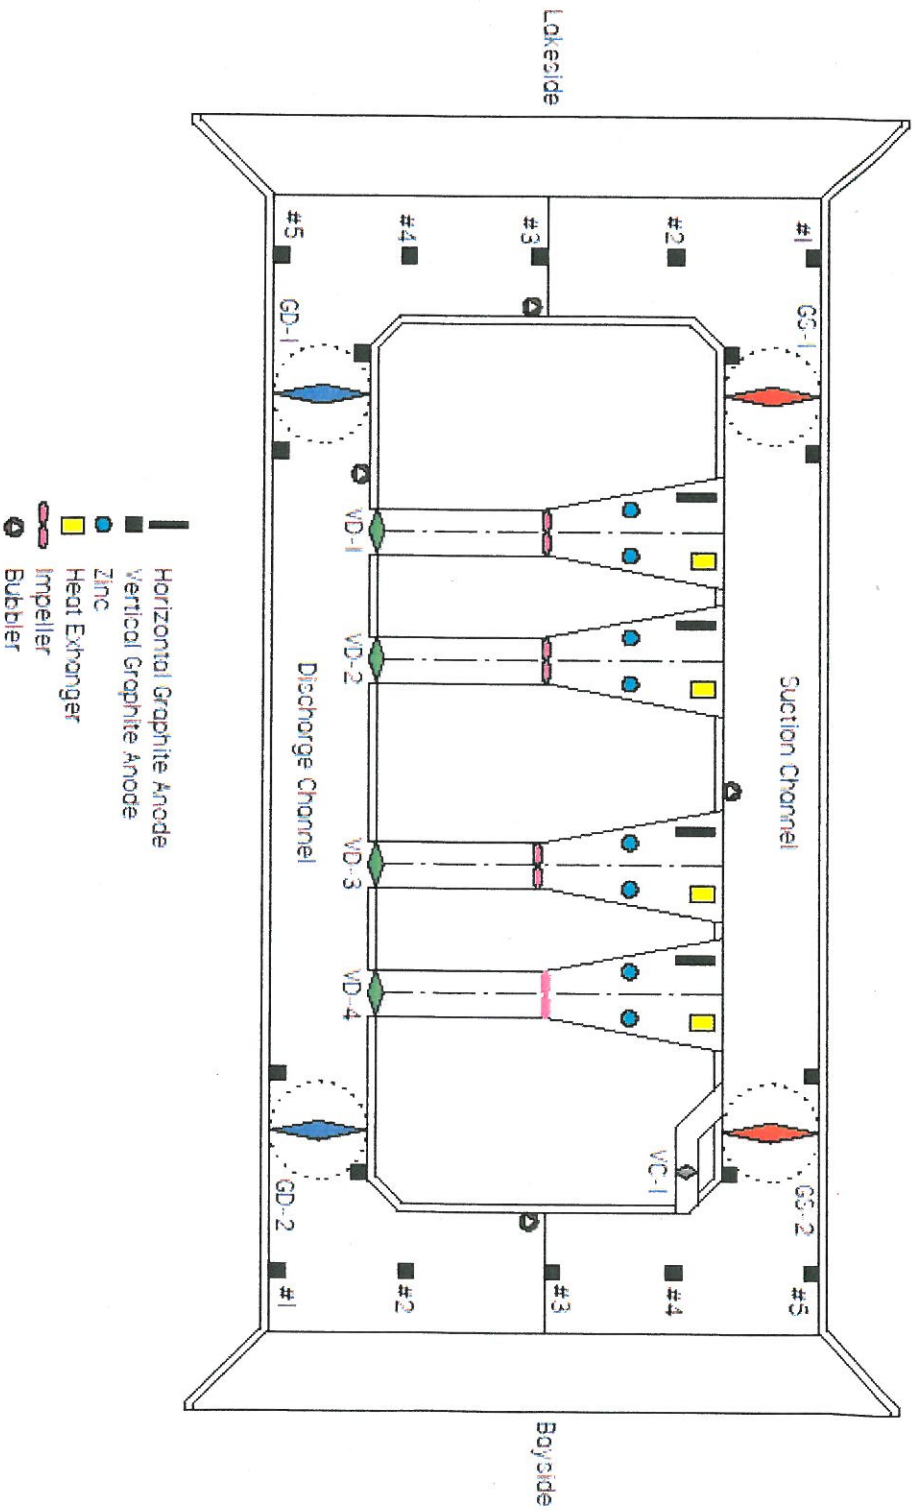 Lakeside
#1
#2
#3
#4
#5
GS-1
GD-1
Suction Channel
VD-1
VD-2
VD-3
VD-4
Discharge Channel
VC-1
GS-2
GD-2
#5
#4
#3
#2
#1
Bayside
Horizontal Graphite Anode
Vertical Graphite Anode
Zinc
Heat Exhanger
Impeller
Bubbler